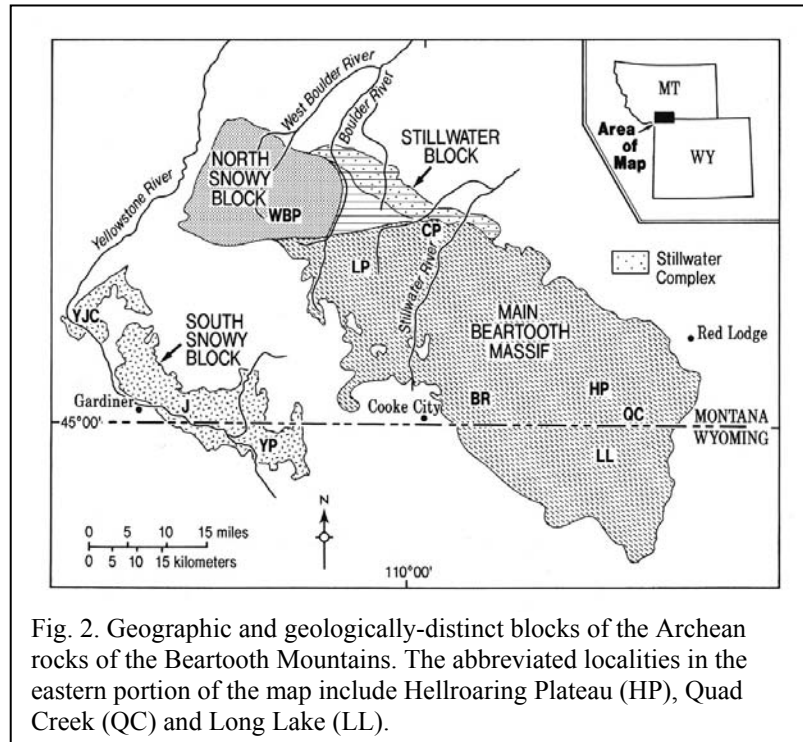 West Boulder River
Boulder River
Yellowstone River
NORTH
SNOWY
BLOCK
WBP
STILLWATER
BLOCK
CP
LP
Stillwater River
MAIN
BEARTOOTH
MASSIF
MT
Area
of
Map
WY
Stillwater
Complex
Red Lodge
YJC
SOUTH
SNOWY
BLOCK
Gardiner
J
YP
Cooke City
BR
HP
QC
LL
45°00'
MONTANA
WYOMING
N
0 5 10 15 miles
0 5 10 15 kilometers
110°00'
Fig. 2. Geographic and geologically-distinct blocks of the Archean
rocks of the Beartooth Mountains. The abbreviated localities in the
eastern portion of the map include Hellroaring Plateau (HP), Quad
Creek (QC) and Long Lake (LL).